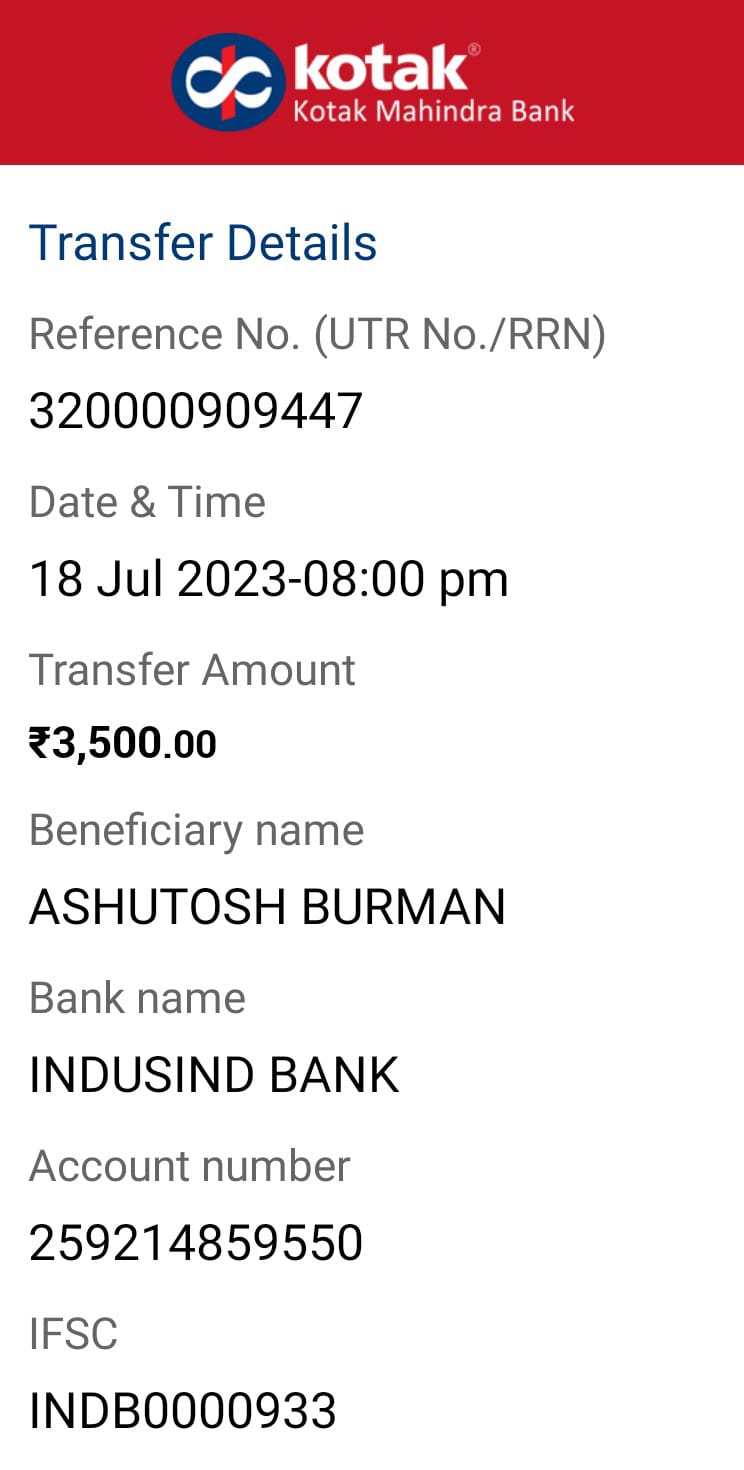 kotak®
Kotak Mahindra Bank
Transfer Details
Reference No. (UTR No./RRN)
320000909447
Date & Time
18 Jul 2023-08:00 pm
Transfer Amount
₹3,500.00
Beneficiary name
ASHUTOSH BURMAN
Bank name
INDUSIND BANK
Account number
259214859550
IFSC
INDB0000933